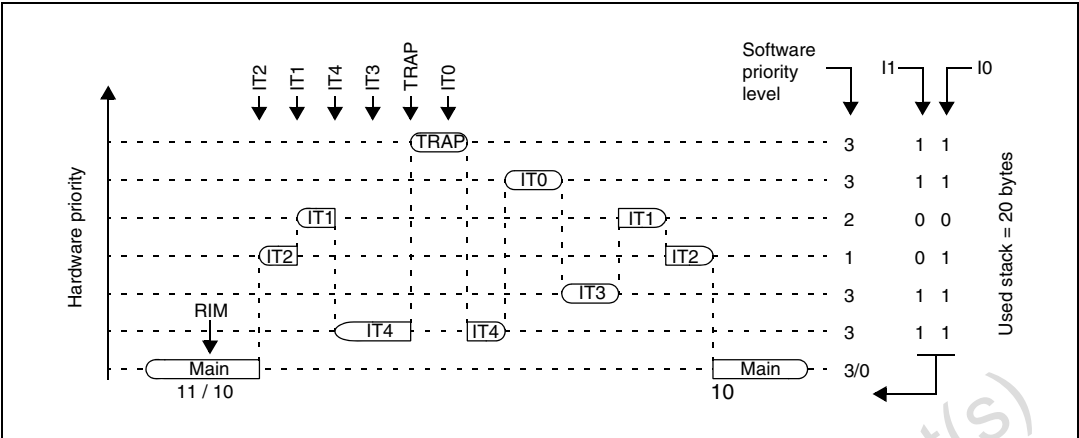 IT2
IT1
IT4
IT3
TRAP
IT0
Software
priority
level
I1
I0
TRAP
3
1 1
IT0
3
1 1
IT1
IT1
2
0 0
IT2
IT2
1
0 1
IT3
3
1 1
RIM
IT4
IT4
3
1 1
Main
Main
3/0
11 / 10
10
Hardware priority
Used stack = 20 bytes
t(s)